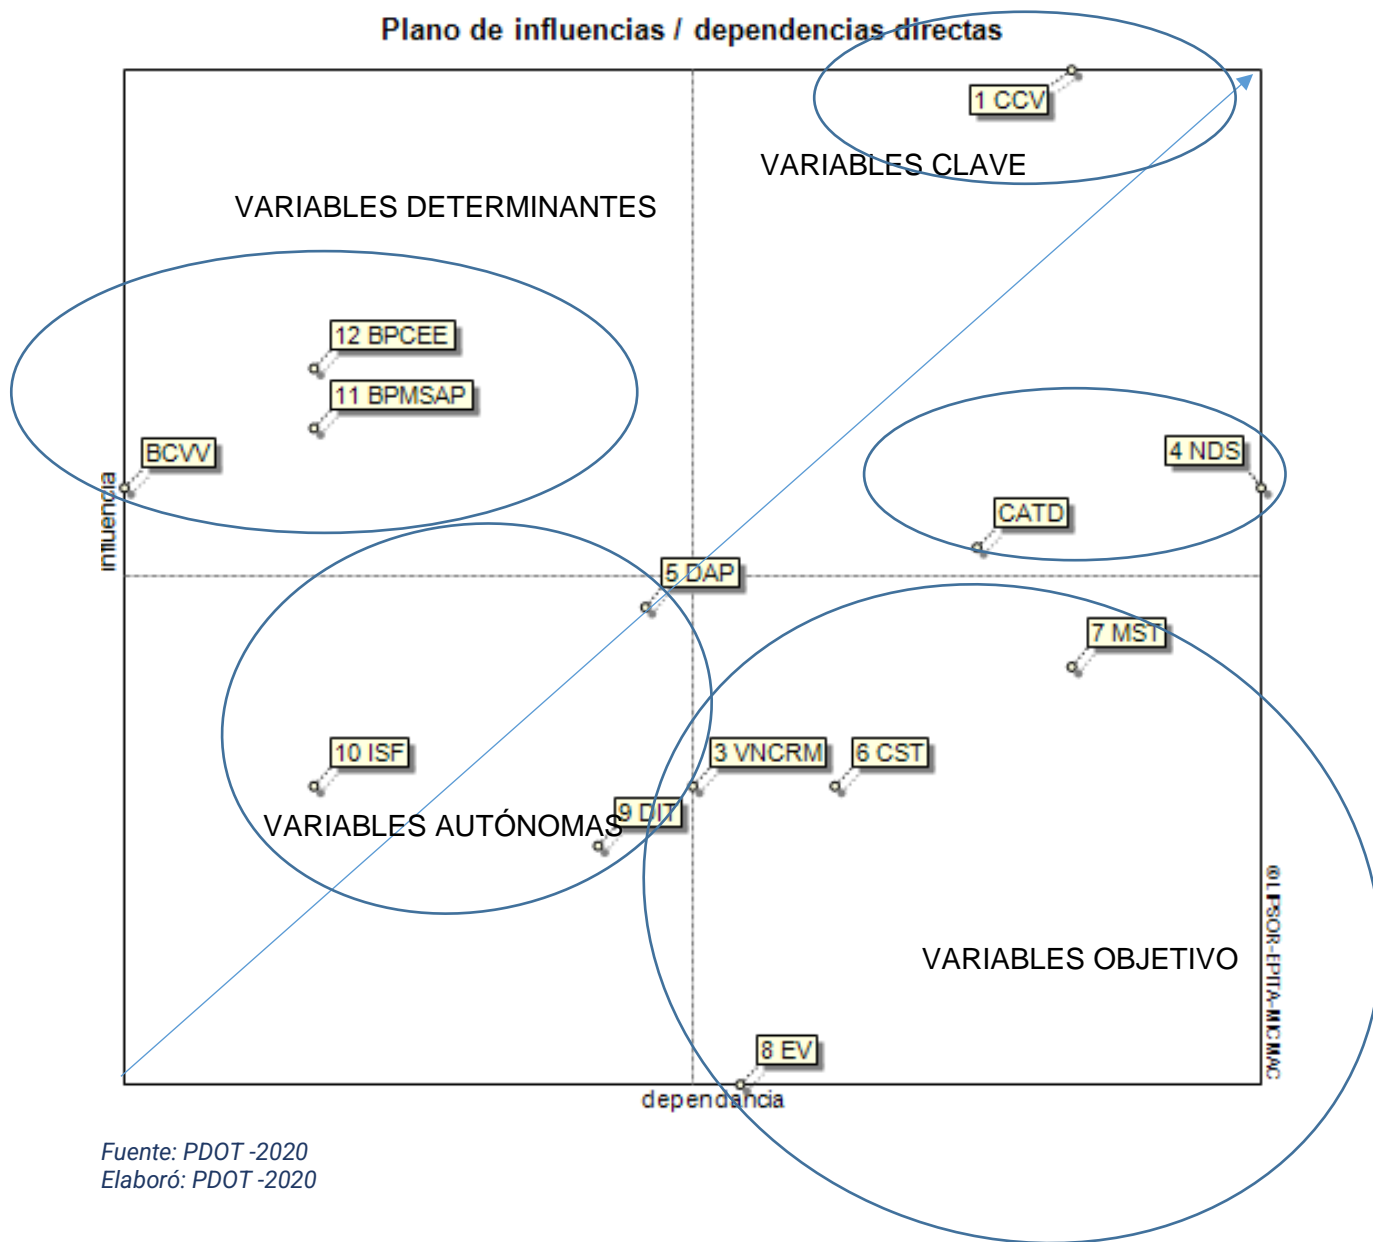 Plano de influencias / dependencias directas
1 CCV
VARIABLES CLAVE
VARIABLES DETERMINANTES
12 BPCEE
11 BPMSAP
BCVV
4 NDS
CATD
influencia
5 DAP
7 MST
10 ISF
3 VNCRM
6 CST
9 DIT
VARIABLES AUTÓNOMAS
VARIABLES OBJETIVO
@LIPSOR-EPITA-MICMAC
8 EV
dependancia
Fuente: PDOT -2020
Elaboró: PDOT -2020